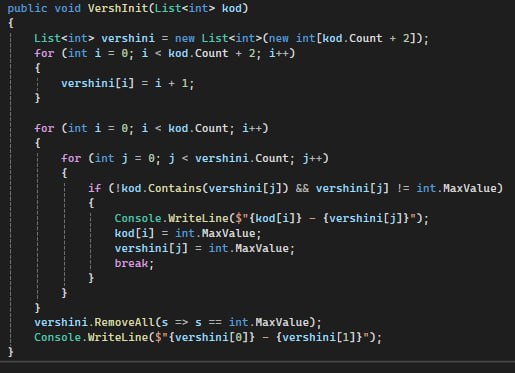 public void VershInit(List<int> kod)
{
List<int> vershini = new List<int>(new int[kod.Count + 2]);
for (int i = 0; i < kod.Count + 2; i++)
{
vershini[i] = i + 1;
}
for (int i = 0; i < kod.Count; i++)
{
for (int j = 0; j < vershini.Count; j++)
{
if (!kod.Contains(vershini[j]) && vershini[j] != int.MaxValue)
{
Console.WriteLine($"{kod[i]} - {vershini[j]}");
kod[i] = int.MaxValue;
vershini[j] = int.MaxValue;
break;
}
}
}
vershini.RemoveAll(s => s == int.MaxValue);
Console.WriteLine($"{vershini[0]} - {vershini[1]}");
}